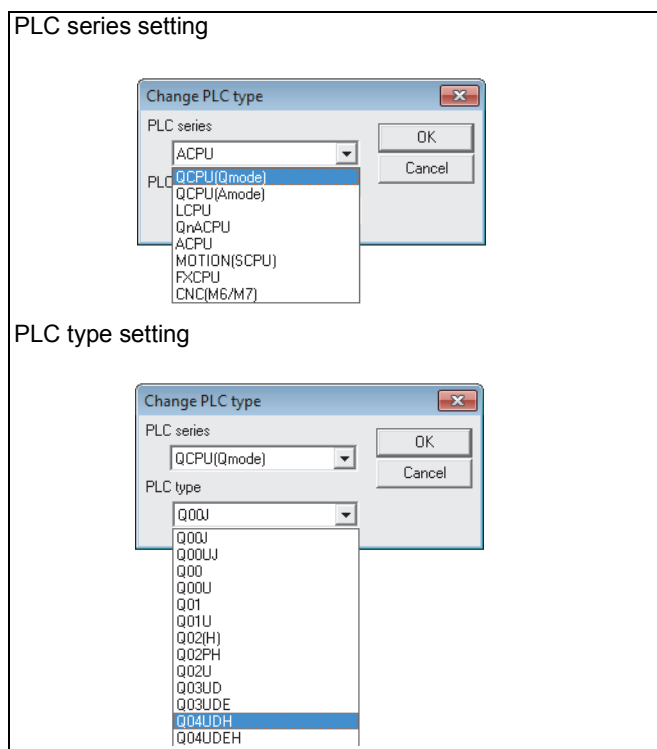 PLC series setting
Change PLC type
PLC series
OK
ACPU
Cancel
PLC
QCPU(Qmode)
QCPU(Amode)
LCPU
QnACPU
ACPU
MOTION(SCPU)
FXCPU
CNC(M6/M7)
PLC type setting
Change PLC type
PLC series
OK
QCPU(Qmode)
Cancel
PLC type
Q00J
Q00J
Q00UJ
Q00
Q00U
Q01
Q01U
Q02(H)
Q02PH
Q02U
Q03UD
Q03UDE
Q04UDH
Q04UDEH